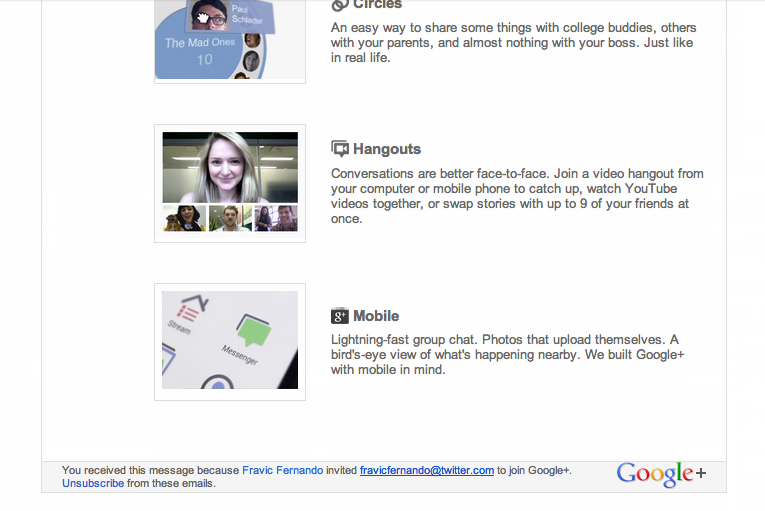 Circles
Paul
Schlader
The Mad Ones
10
An easy way to share some things with college buddies, others
with your parents, and almost nothing with your boss. Just like
in real life.
Hangouts
Conversations are better face-to-face. Join a video hangout from
your computer or mobile phone to catch up, watch YouTube
videos together, or swap stories with up to 9 of your friends at
once.
Stream
Messenger
g+ Mobile
Lightning-fast group chat. Photos that upload themselves. A
bird's-eye view of what's happening nearby. We built Google+
with mobile in mind.
You received this message because Fravic Fernando invited fravicfernando@twitter.com to join Google+.
Unsubscribe from these emails.
Google+